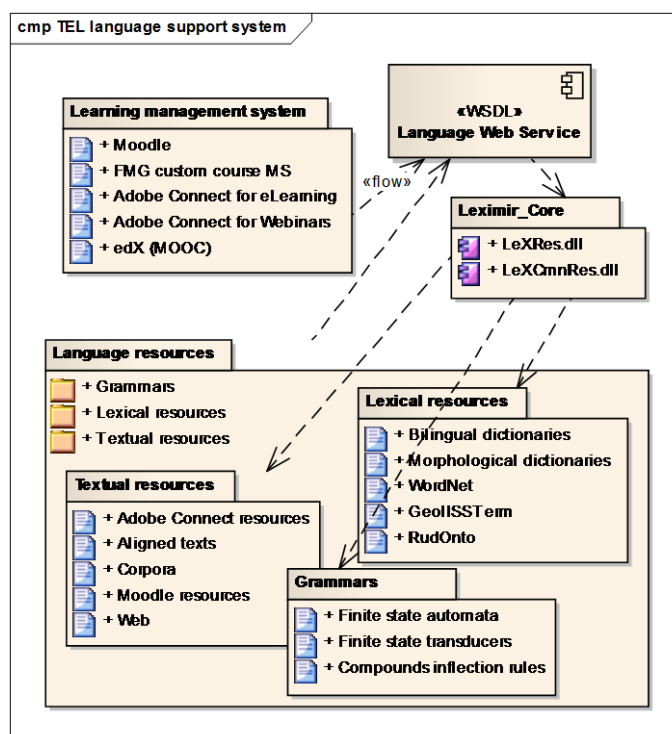 cmp TEL language support system
Learning management system
+ Moodle
+ FMG custom course MS
+ Adobe Connect for eLearning
+ Adobe Connect for Webinars
+ edX (MOOC)
«WSDL»
Language Web Service
«flow»
Leximir_Core
+ LeXRes.dll
+ LeXCmnRes.dll
Language resources
+ Grammars
+ Lexical resources
+ Textual resources
Lexical resources
+ Bilingual dictionaries
+ Morphological dictionaries
+ WordNet
+ GeolISSTerm
+ RudOnto
Textual resources
+ Adobe Connect resources
+ Aligned texts
+ Corpora
+ Moodle resources
+ Web
Grammars
+ Finite state automata
+ Finite state transducers
+ Compounds inflection rules